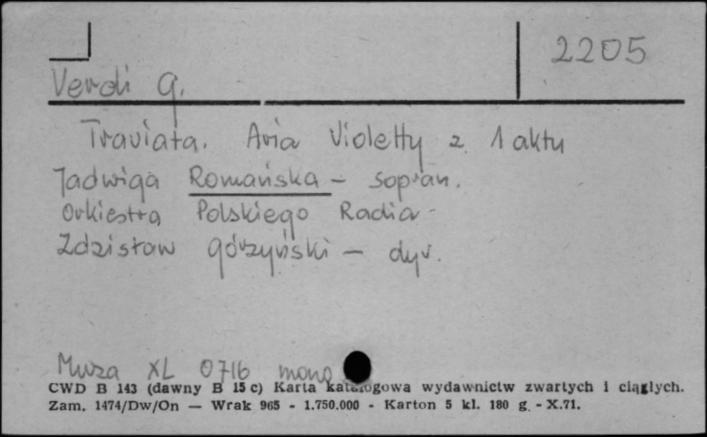 2205
Verdi G.
Traviata. Aria Violetty z 1 aktu
Jadwiga Romańska - sopran.
Orkiestra Polskiego Radia -
Zdzisław Górzyński - dyr.
Muza XL 0716 mono
CWD B 143 (dawny B 15 c) Karta katalogowa wydawnictw zwartych i ciągłych.
Zam. 1474/Dw/On — Wrak 965 - 1.750.000 - Karton 5 kl. 180 g. - X.71.